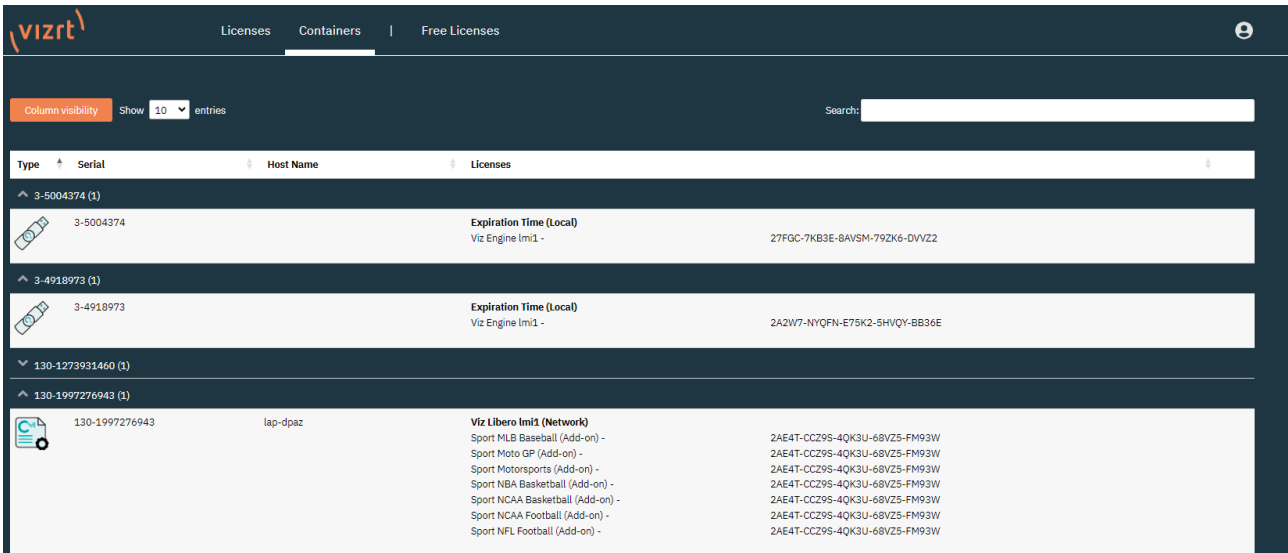 vizrt
Licenses Containers | Free Licenses
Column visibility Show 10 entries Search:
Type Serial Host Name Licenses
3-5004374 (1)
3-5004374 Expiration Time (Local)
Viz Engine lmi1 - 27FGC-7KB3E-8AVSM-79ZK6-DVVZ2
3-4918973 (1)
3-4918973 Expiration Time (Local)
Viz Engine lmi1 - 2A2W7-NYQFN-E75K2-5HVQY-BB36E
130-1273931460 (1)
130-1997276943 (1)
130-1997276943 lap-dpaz Viz Libero lmi1 (Network)
Sport MLB Baseball (Add-on) - 2AE4T-CCZ9S-4QK3U-68VZ5-FM93W
Sport Moto GP (Add-on) - 2AE4T-CCZ9S-4QK3U-68VZ5-FM93W
Sport Motorsports (Add-on) - 2AE4T-CCZ9S-4QK3U-68VZ5-FM93W
Sport NBA Basketball (Add-on) - 2AE4T-CCZ9S-4QK3U-68VZ5-FM93W
Sport NCAA Basketball (Add-on) - 2AE4T-CCZ9S-4QK3U-68VZ5-FM93W
Sport NCAA Football (Add-on) - 2AE4T-CCZ9S-4QK3U-68VZ5-FM93W
Sport NFL Football (Add-on) - 2AE4T-CCZ9S-4QK3U-68VZ5-FM93W